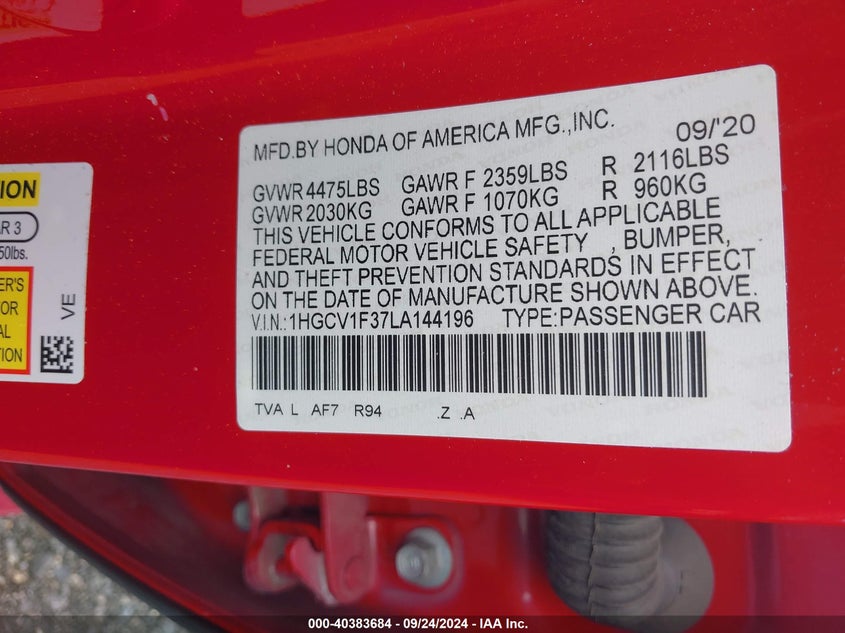 MFD.BY HONDA OF AMERICA MFG.,INC. 09/'20
GVWR 4475LBS GAWR F 2359LBS R 2116LBS
GVWR 2030KG GAWR F 1070KG R 960KG
THIS VEHICLE CONFORMS TO ALL APPLICABLE
FEDERAL MOTOR VEHICLE SAFETY , BUMPER,
AND THEFT PREVENTION STANDARDS IN EFFECT
ON THE DATE OF MANUFACTURE SHOWN ABOVE.
V.I.N.: 1HGCV1F37LA144196 TYPE:PASSENGER CAR
TVA L AF7 R94 .Z .A
3
50lbs.
VE
000-40383684 - 09/24/2024 - IAA Inc.